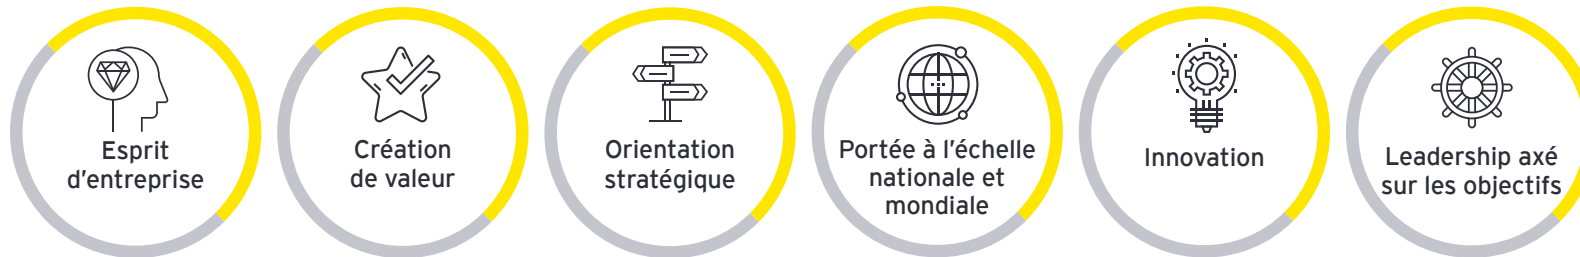 Esprit
d'entreprise
Création
de valeur
Orientation
stratégique
Portée à l'échelle
nationale et
mondiale
Innovation
Leadership axé
sur les objectifs